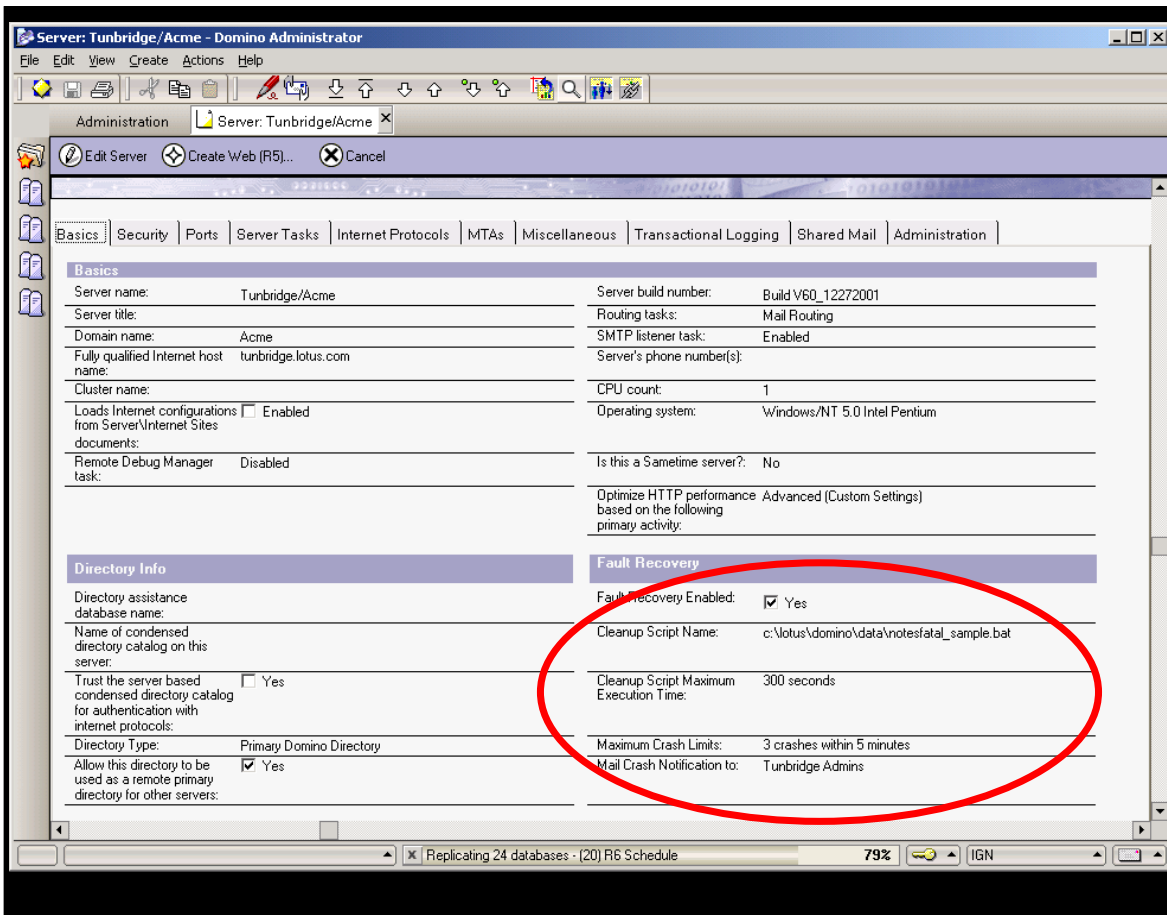 Server: Tunbridge/Acme - Domino Administrator
File Edit View Create Actions Help
Administration Server: Tunbridge/Acme
Edit Server Create Web (R5)... Cancel
Basics Security Ports Server Tasks Internet Protocols MTAs Miscellaneous Transactional Logging Shared Mail Administration
Basics
Server name: Tunbridge/Acme
Server title:
Domain name: Acme
Fully qualified Internet host tunbridge.lotus.com
name:
Cluster name:
Loads Internet configurations Enabled
from Server\Internet Sites
documents:
Remote Debug Manager Disabled
task:
Server build number: Build V60_12272001
Routing tasks: Mail Routing
SMTP listener task: Enabled
Server's phone number(s):
CPU count: 1
Operating system: Windows/NT 5.0 Intel Pentium
Is this a Sametime server?: No
Optimize HTTP performance Advanced (Custom Settings)
based on the following
primary activity:
Directory Info
Directory assistance
database name:
Name of condensed
directory catalog on this
server:
Trust the server based Yes
condensed directory catalog
for authentication with
internet protocols:
Directory Type: Primary Domino Directory
Allow this directory to be Yes
used as a remote primary
directory for other servers:
Fault Recovery
Fault Recovery Enabled: Yes
Cleanup Script Name: c:\lotus\domino\data\notesfatal_sample.bat
Cleanup Script Maximum 300 seconds
Execution Time:
Maximum Crash Limits: 3 crashes within 5 minutes
Mail Crash Notification to: Tunbridge Admins
Replicating 24 databases - (20) R6 Schedule 79% IGN